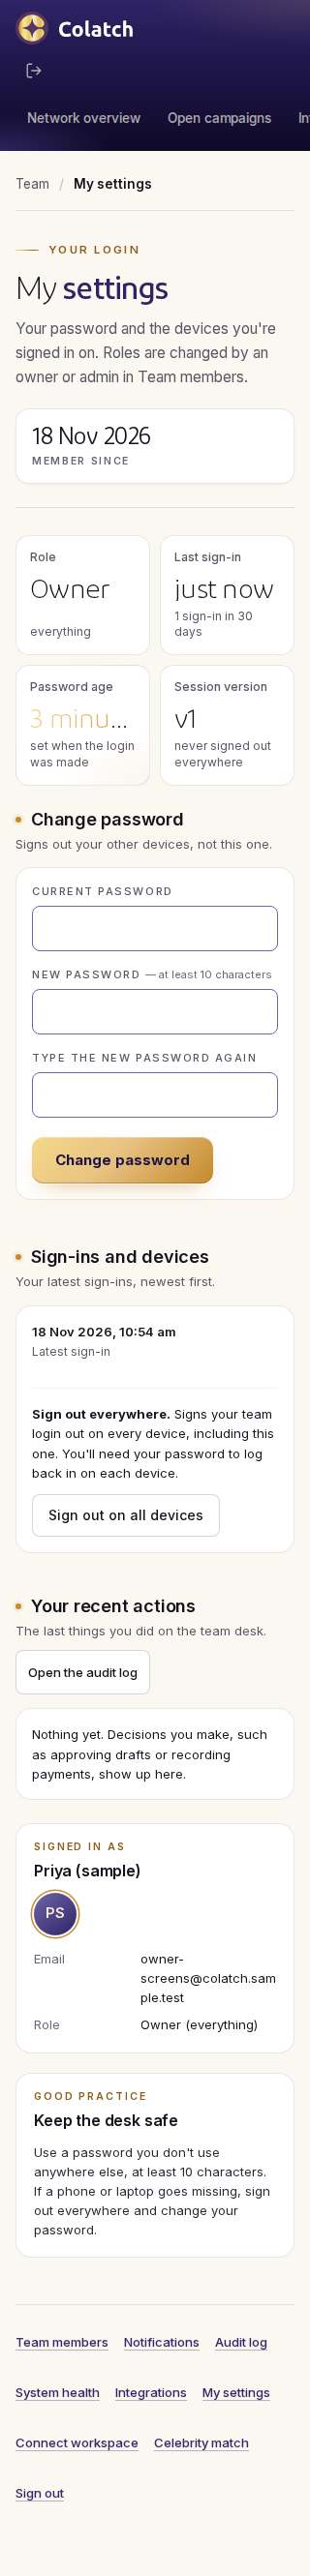 Colatch
Network overview Open campaigns
Team / My settings
YOUR LOGIN
My settings
Your password and the devices you're
signed in on. Roles are changed by an
owner or admin in Team members.
18 Nov 2026
MEMBER SINCE
Role
Owner
everything
Last sign-in
just now
1 sign-in in 30
days
Password age
3 minu...
set when the login
was made
Session version
v1
never signed out
everywhere
Change password
Signs out your other devices, not this one.
CURRENT PASSWORD
NEW PASSWORD — at least 10 characters
TYPE THE NEW PASSWORD AGAIN
Change password
Sign-ins and devices
Your latest sign-ins, newest first.
18 Nov 2026, 10:54 am
Latest sign-in
Sign out everywhere. Signs your team
login out on every device, including this
one. You'll need your password to log
back in on each device.
Sign out on all devices
Your recent actions
The last things you did on the team desk.
Open the audit log
Nothing yet. Decisions you make, such
as approving drafts or recording
payments, show up here.
SIGNED IN AS
Priya (sample)
PS
Email owner-
screens@colatch.sam
ple.test
Role Owner (everything)
GOOD PRACTICE
Keep the desk safe
Use a password you don't use
anywhere else, at least 10 characters.
If a phone or laptop goes missing, sign
out everywhere and change your
password.
Team members Notifications Audit log
System health Integrations My settings
Connect workspace Celebrity match
Sign out